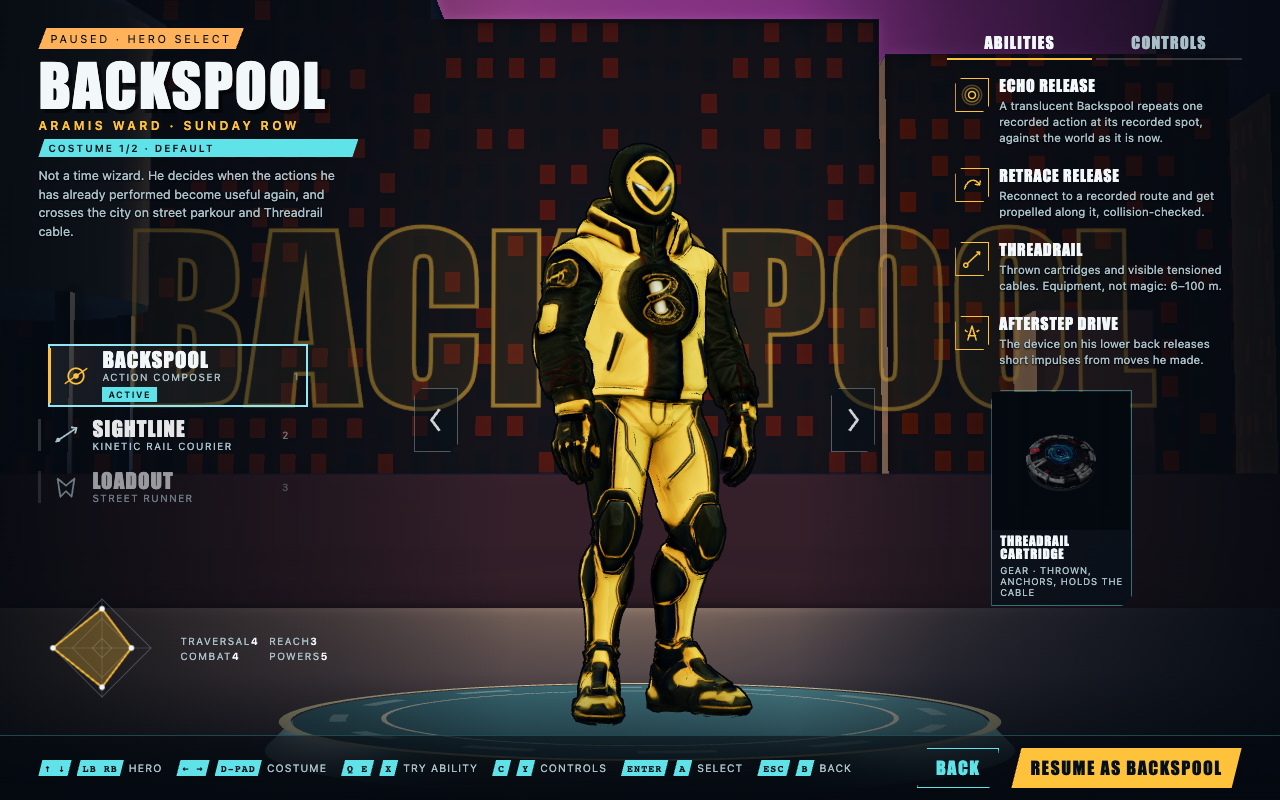 PAUSED · HERO SELECT
BACKSPOOL
ARAMIS WARD · SUNDAY ROW
COSTUME 1/2 · DEFAULT
Not a time wizard. He decides when the actions he
has already performed become useful again, and
crosses the city on street parkour and Threadrail
cable.
BACKSPOOL
BACKSPOOL
ACTION COMPOSER
ACTIVE
1
SIGHTLINE
KINETIC RAIL COURIER
2
LOADOUT
STREET RUNNER
3
TRAVERSAL4 REACH3
COMBAT4 POWERS5
ABILITIES CONTROLS
ECHO RELEASE
A translucent Backspool repeats one
recorded action at its recorded spot,
against the world as it is now.
RETRACE RELEASE
Reconnect to a recorded route and get
propelled along it, collision-checked.
THREADRAIL
Thrown cartridges and visible tensioned
cables. Equipment, not magic: 6–100 m.
AFTERSTEP DRIVE
The device on his lower back releases
short impulses from moves he made.
THREADRAIL
CARTRIDGE
GEAR · THROWN,
ANCHORS, HOLDS THE
CABLE
↑ ↓ LB RB HERO ← → D-PAD COSTUME Q E X TRY ABILITY C Y CONTROLS ENTER A SELECT ESC B BACK
BACK
RESUME AS BACKSPOOL